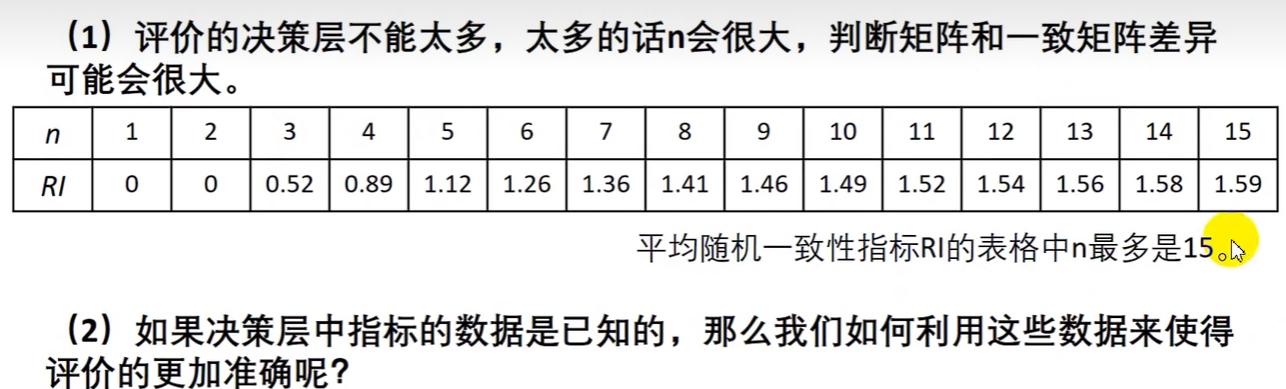 （1）评价的决策层不能太多，太多的话n会很大，判断矩阵和一致矩阵差异
可能会很大。
n 1 2 3 4 5 6 7 8 9 10 11 12 13 14 15
RI 0 0 0.52 0.89 1.12 1.26 1.36 1.41 1.46 1.49 1.52 1.54 1.56 1.58 1.59
平均随机一致性指标RI的表格中n最多是15。
（2）如果决策层中指标的数据是已知的，那么我们如何利用这些数据来使得
评价的更加准确呢？